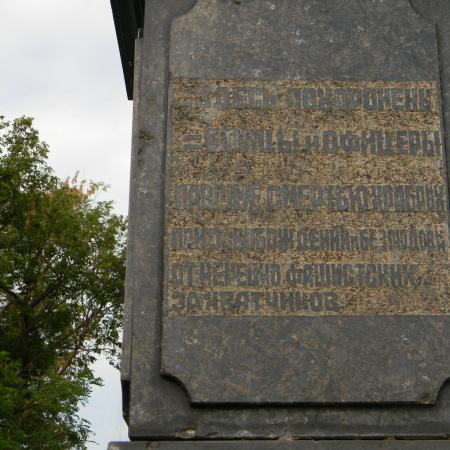 ЗДЕСЬ ПОХОРОНЕНЫ
БОЙЦЫ И ОФИЦЕРЫ
ПАВШИЕ СМЕРТЬЮ ХРАБРЫХ
ПРИ ОСВОБОЖДЕНИИ
ОТ НЕМЕЦКО ФАШИСТСКИХ
ЗАХВАТЧИКОВ